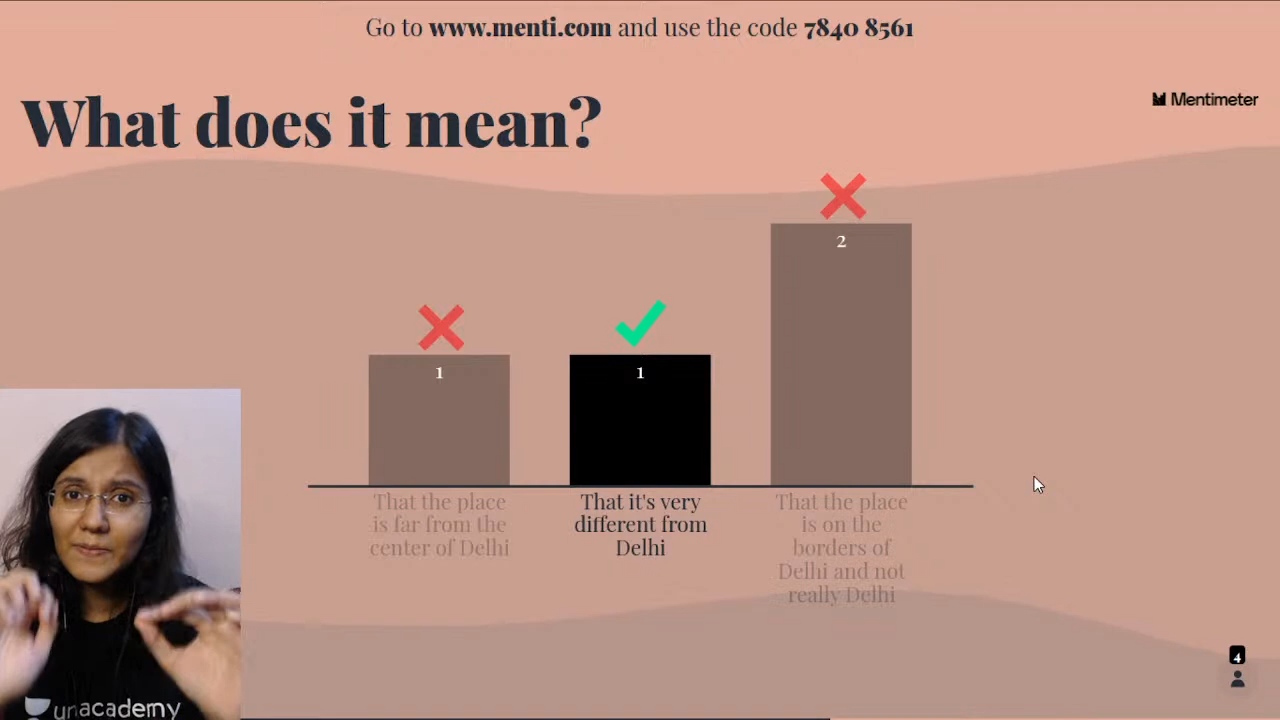 Go to www.menti.com and use the code 7840 8561
What does it mean?
Mentimeter
2
1
1
That the place
is far from the
center of Delhi
That it's very
different from
Delhi
That the place
is on the
borders of
Delhi and not
really Delhi
4
unacademy